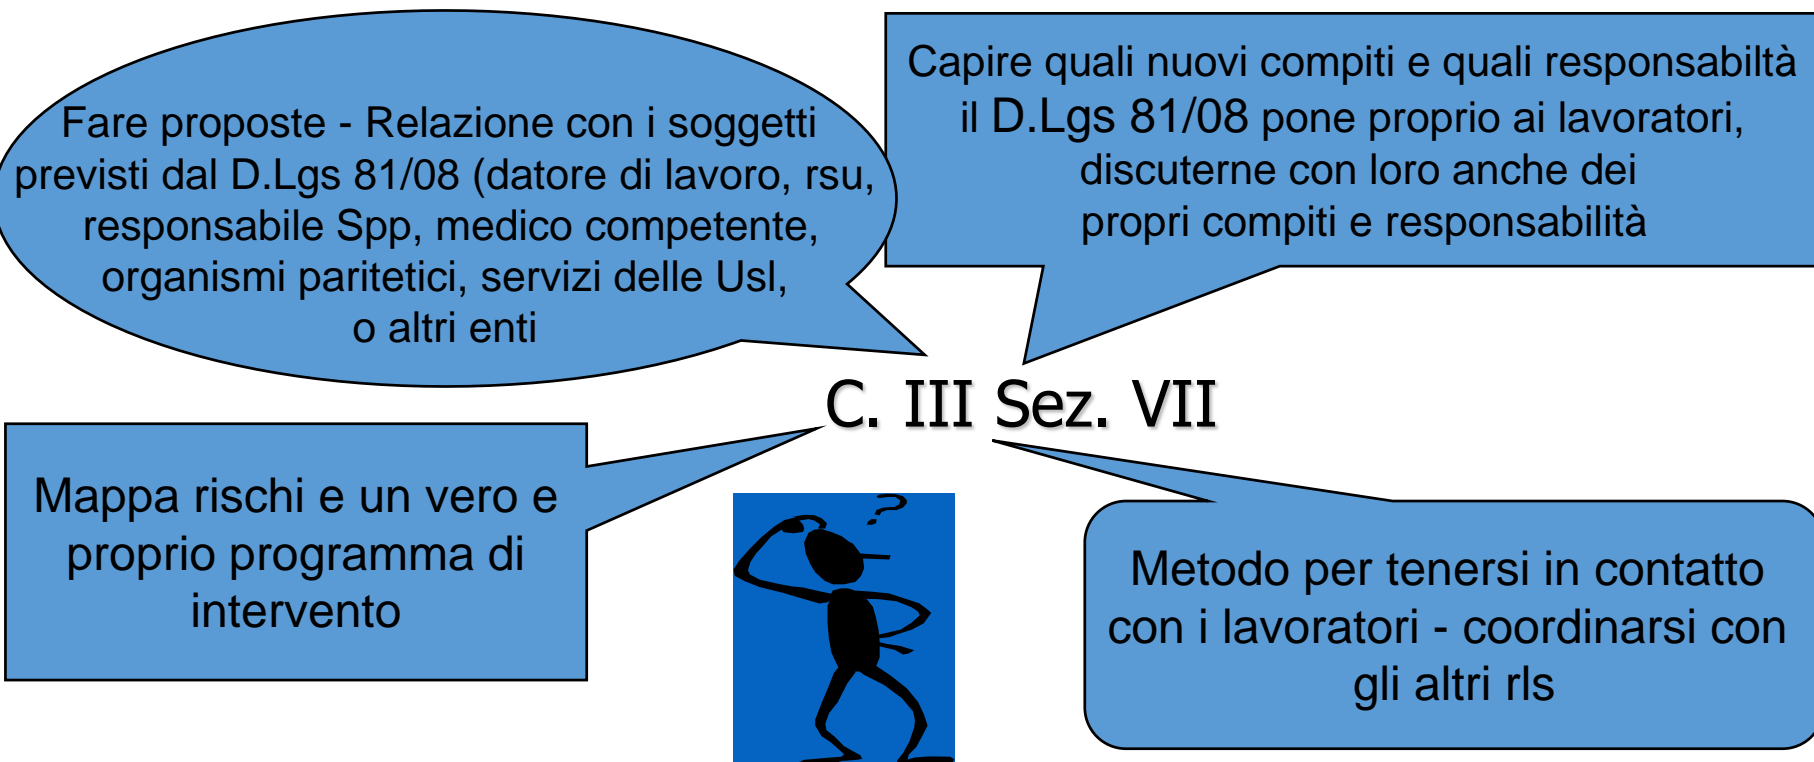 Fare proposte - Relazione con i soggetti
previsti dal D.Lgs 81/08 (datore di lavoro, rsu,
responsabile Spp, medico competente,
organismi paritetici, servizi delle Usl,
o altri enti
Capire quali nuovi compiti e quali responsabiltà
il D.Lgs 81/08 pone proprio ai lavoratori,
discuterne con loro anche dei
propri compiti e responsabilità
C. III Sez. VII
Mappa rischi e un vero e
proprio programma di
intervento
?
Metodo per tenersi in contatto
con i lavoratori - coordinarsi con
gli altri rls